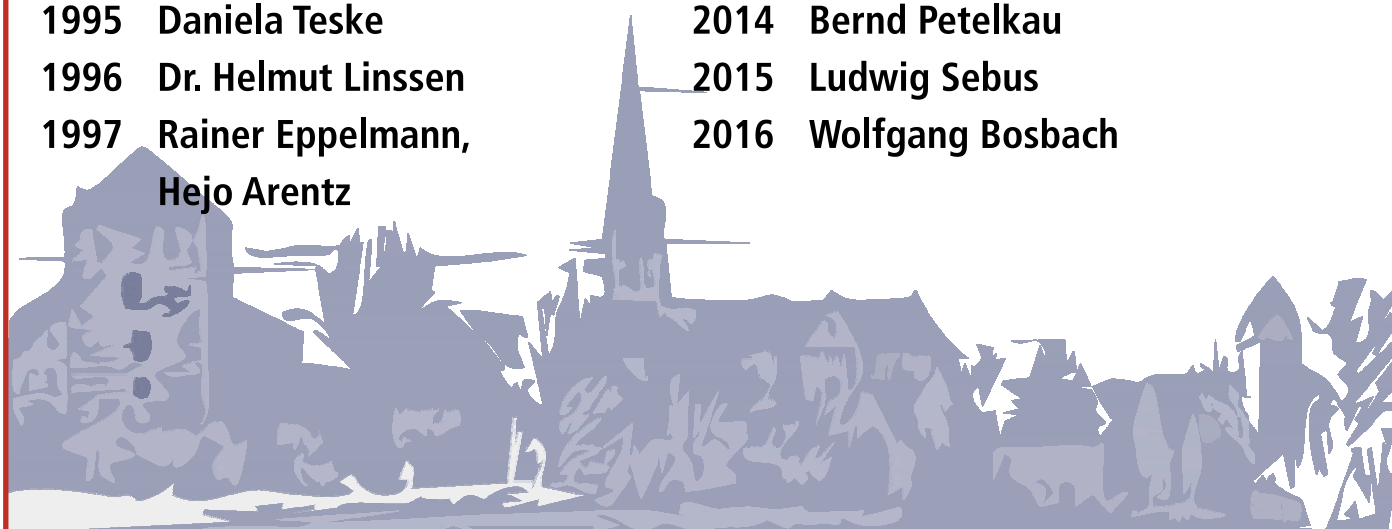 1995 Daniela Teske
1996 Dr. Helmut Linssen
1997 Rainer Eppelmann,
Hejo Arentz
2014 Bernd Petelkau
2015 Ludwig Sebus
2016 Wolfgang Bosbach